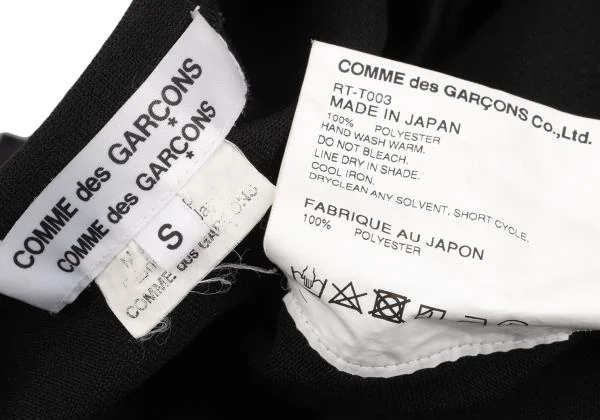 COMME des GARÇONS
*
COMME des GARÇONS
*
S
COMME des GARÇONS
COMME des GARÇONS Co.,Ltd.
RT-T003
MADE IN JAPAN
100% POLYESTER
HAND WASH WARM.
DO NOT BLEACH.
LINE DRY IN SHADE.
COOL IRON.
DRYCLEAN ANY SOLVENT, SHORT CYCLE.
FABRIQUE AU JAPON
100% POLYESTER